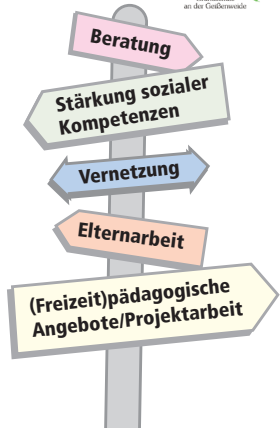 an der Geißenweide
Beratung
Stärkung sozialer
Kompetenzen
Vernetzung
Elternarbeit
(Freizeit)pädagogische
Angebote/Projektarbeit